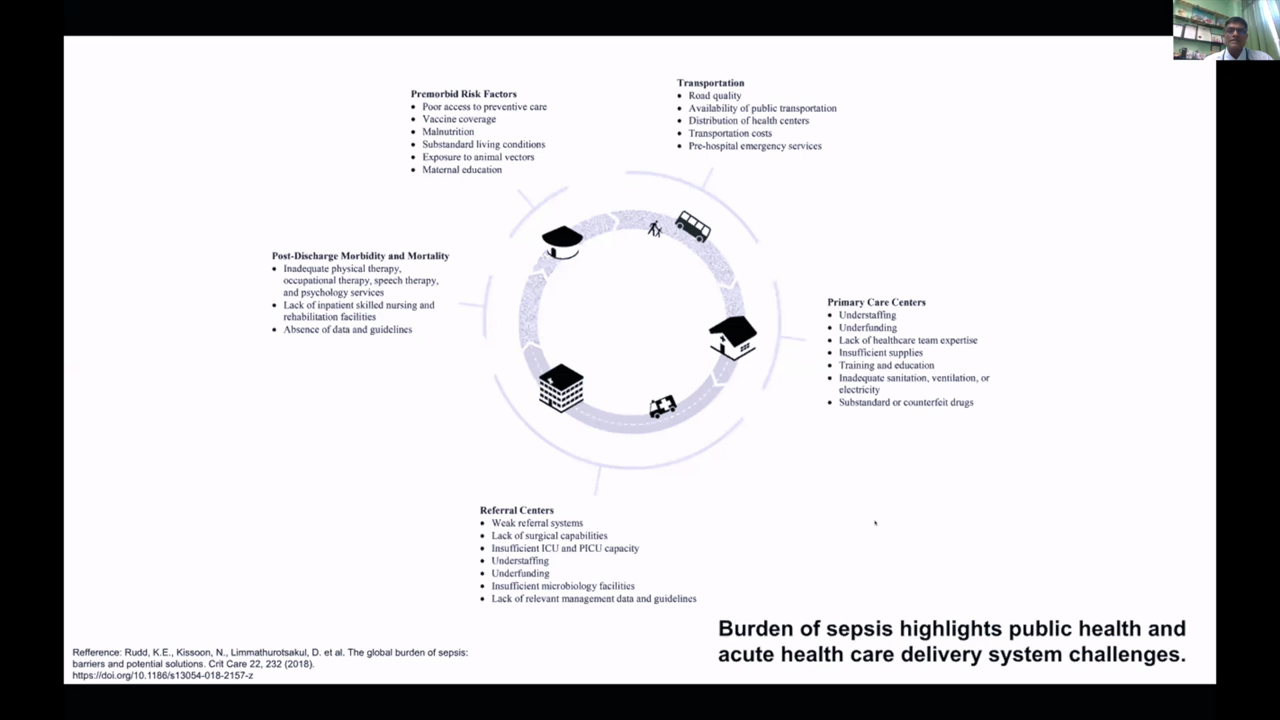 Premorbid Risk Factors
• Poor access to preventive care
• Vaccine coverage
• Malnutrition
• Substandard living conditions
• Exposure to animal vectors
• Maternal education
Transportation
• Road quality
• Availability of public transportation
• Distribution of health centers
• Transportation costs
• Pre-hospital emergency services
Post-Discharge Morbidity and Mortality
• Inadequate physical therapy,
occupational therapy, speech therapy,
and psychology services
• Lack of inpatient skilled nursing and
rehabilitation facilities
• Absence of data and guidelines
Primary Care Centers
• Understaffing
• Underfunding
• Lack of healthcare team expertise
• Insufficient supplies
• Training and education
• Inadequate sanitation, ventilation, or
electricity
• Substandard or counterfeit drugs
Referral Centers
• Weak referral systems
• Lack of surgical capabilities
• Insufficient ICU and PICU capacity
• Understaffing
• Underfunding
• Insufficient microbiology facilities
• Lack of relevant management data and guidelines
Burden of sepsis highlights public health and
acute health care delivery system challenges.
Refference: Rudd, K.E., Kissoon, N., Limmathurotsakul, D. et al. The global burden of sepsis:
barriers and potential solutions. Crit Care 22, 232 (2018).
https://doi.org/10.1186/s13054-018-2157-z